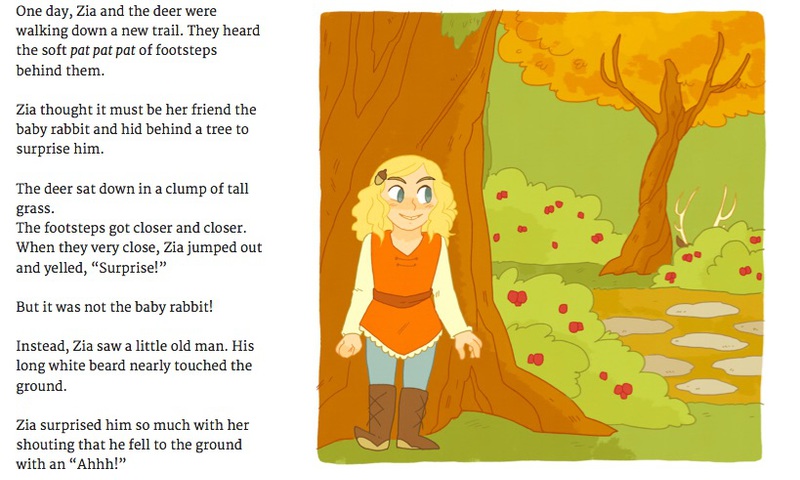 One day, Zia and the deer were
walking down a new trail. They heard
the soft pat pat pat of footsteps
behind them.
Zia thought it must be her friend the
baby rabbit and hid behind a tree to
surprise him.
The deer sat down in a clump of tall
grass.
The footsteps got closer and closer.
When they very close, Zia jumped out
and yelled, “Surprise!”
But it was not the baby rabbit!
Instead, Zia saw a little old man. His
long white beard nearly touched the
ground.
Zia surprised him so much with her
shouting that he fell to the ground
with an “Ahhh!”